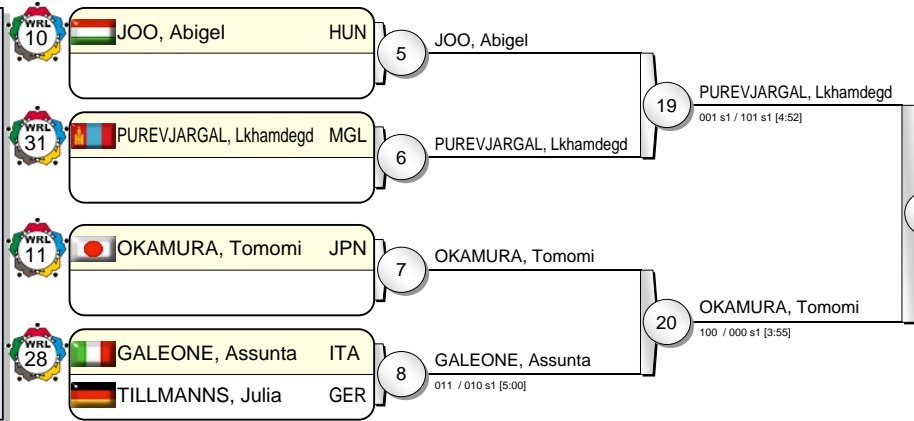 WRL
10
JOO, Abigel HUN
5
JOO, Abigel
19
PUREVJARGAL, Lkhamdegd
001 s1 / 101 s1 [4:52]
WRL
31
PUREVJARGAL, Lkhamdegd MGL
6
PUREVJARGAL, Lkhamdegd
WRL
11
OKAMURA, Tomomi JPN
7
OKAMURA, Tomomi
20
OKAMURA, Tomomi
100 / 000 s1 [3:55]
WRL
28
GALEONE, Assunta ITA
TILLMANNS, Julia GER
8
GALEONE, Assunta
011 / 010 s1 [5:00]